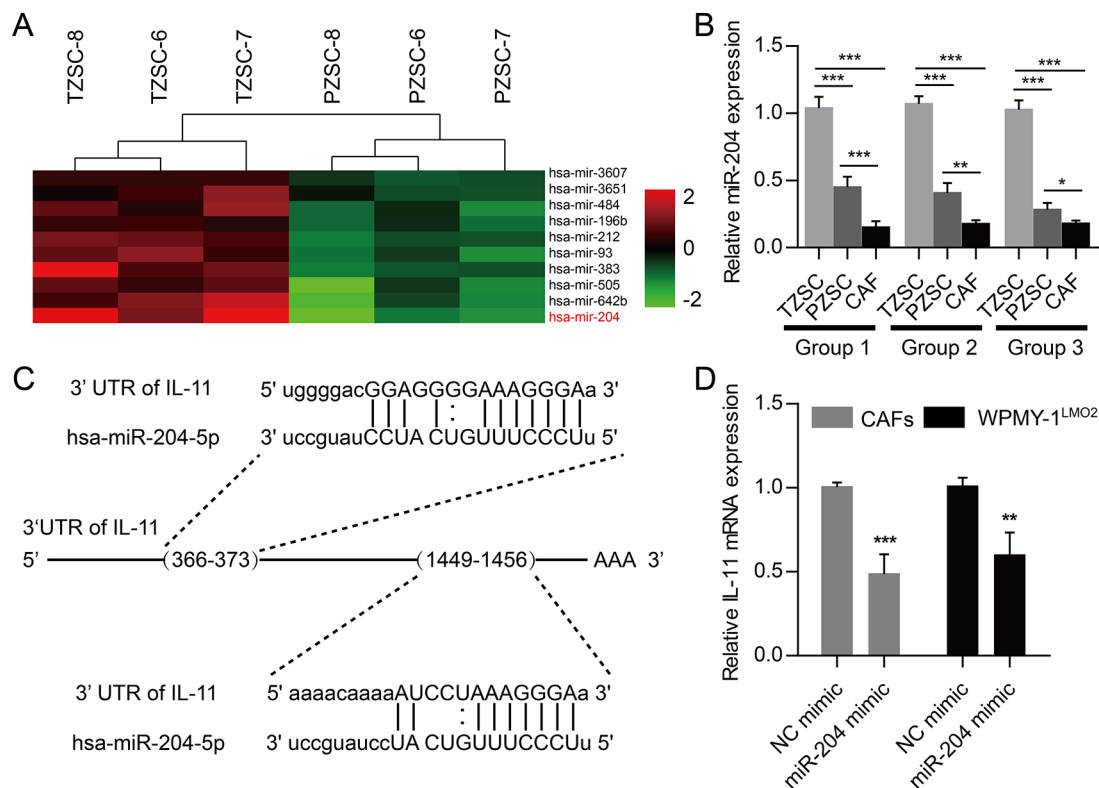 A
TZSC-8
TZSC-6
TZSC-7
PZSC-8
PZSC-6
PZSC-7
hsa-mir-3607
hsa-mir-3651
hsa-mir-484
hsa-mir-196b
hsa-mir-212
hsa-mir-93
hsa-mir-383
hsa-mir-505
hsa-mir-642b
hsa-mir-204
2
0
-2
B
Relative miR-204 expression
1.5
1.0
0.5
0.0
***
***
***
***
***
**
***
***
*
TZSC
PZSC
CAF
TZSC
PZSC
CAF
TZSC
PZSC
CAF
Group 1
Group 2
Group 3
C
3' UTR of IL-11
5' uggggacGGAGGGGAAAGGGAa 3'
hsa-miR-204-5p
3' uccguauCCUA CUGUUUCCCUu 5'
3‘UTR of IL-11
5’ (366-373) (1449-1456) AAA 3’
3' UTR of IL-11
5' aaaacaaaaAUCCUAAAGGGAa 3'
hsa-miR-204-5p
3' uccguauccUA CUGUUUCCCUu 5'
D
Relative IL-11 mRNA expression
1.5
1.0
0.5
0.0
CAFs
WPMY-1LMO2
***
**
NC mimic
miR-204 mimic
NC mimic
miR-204 mimic